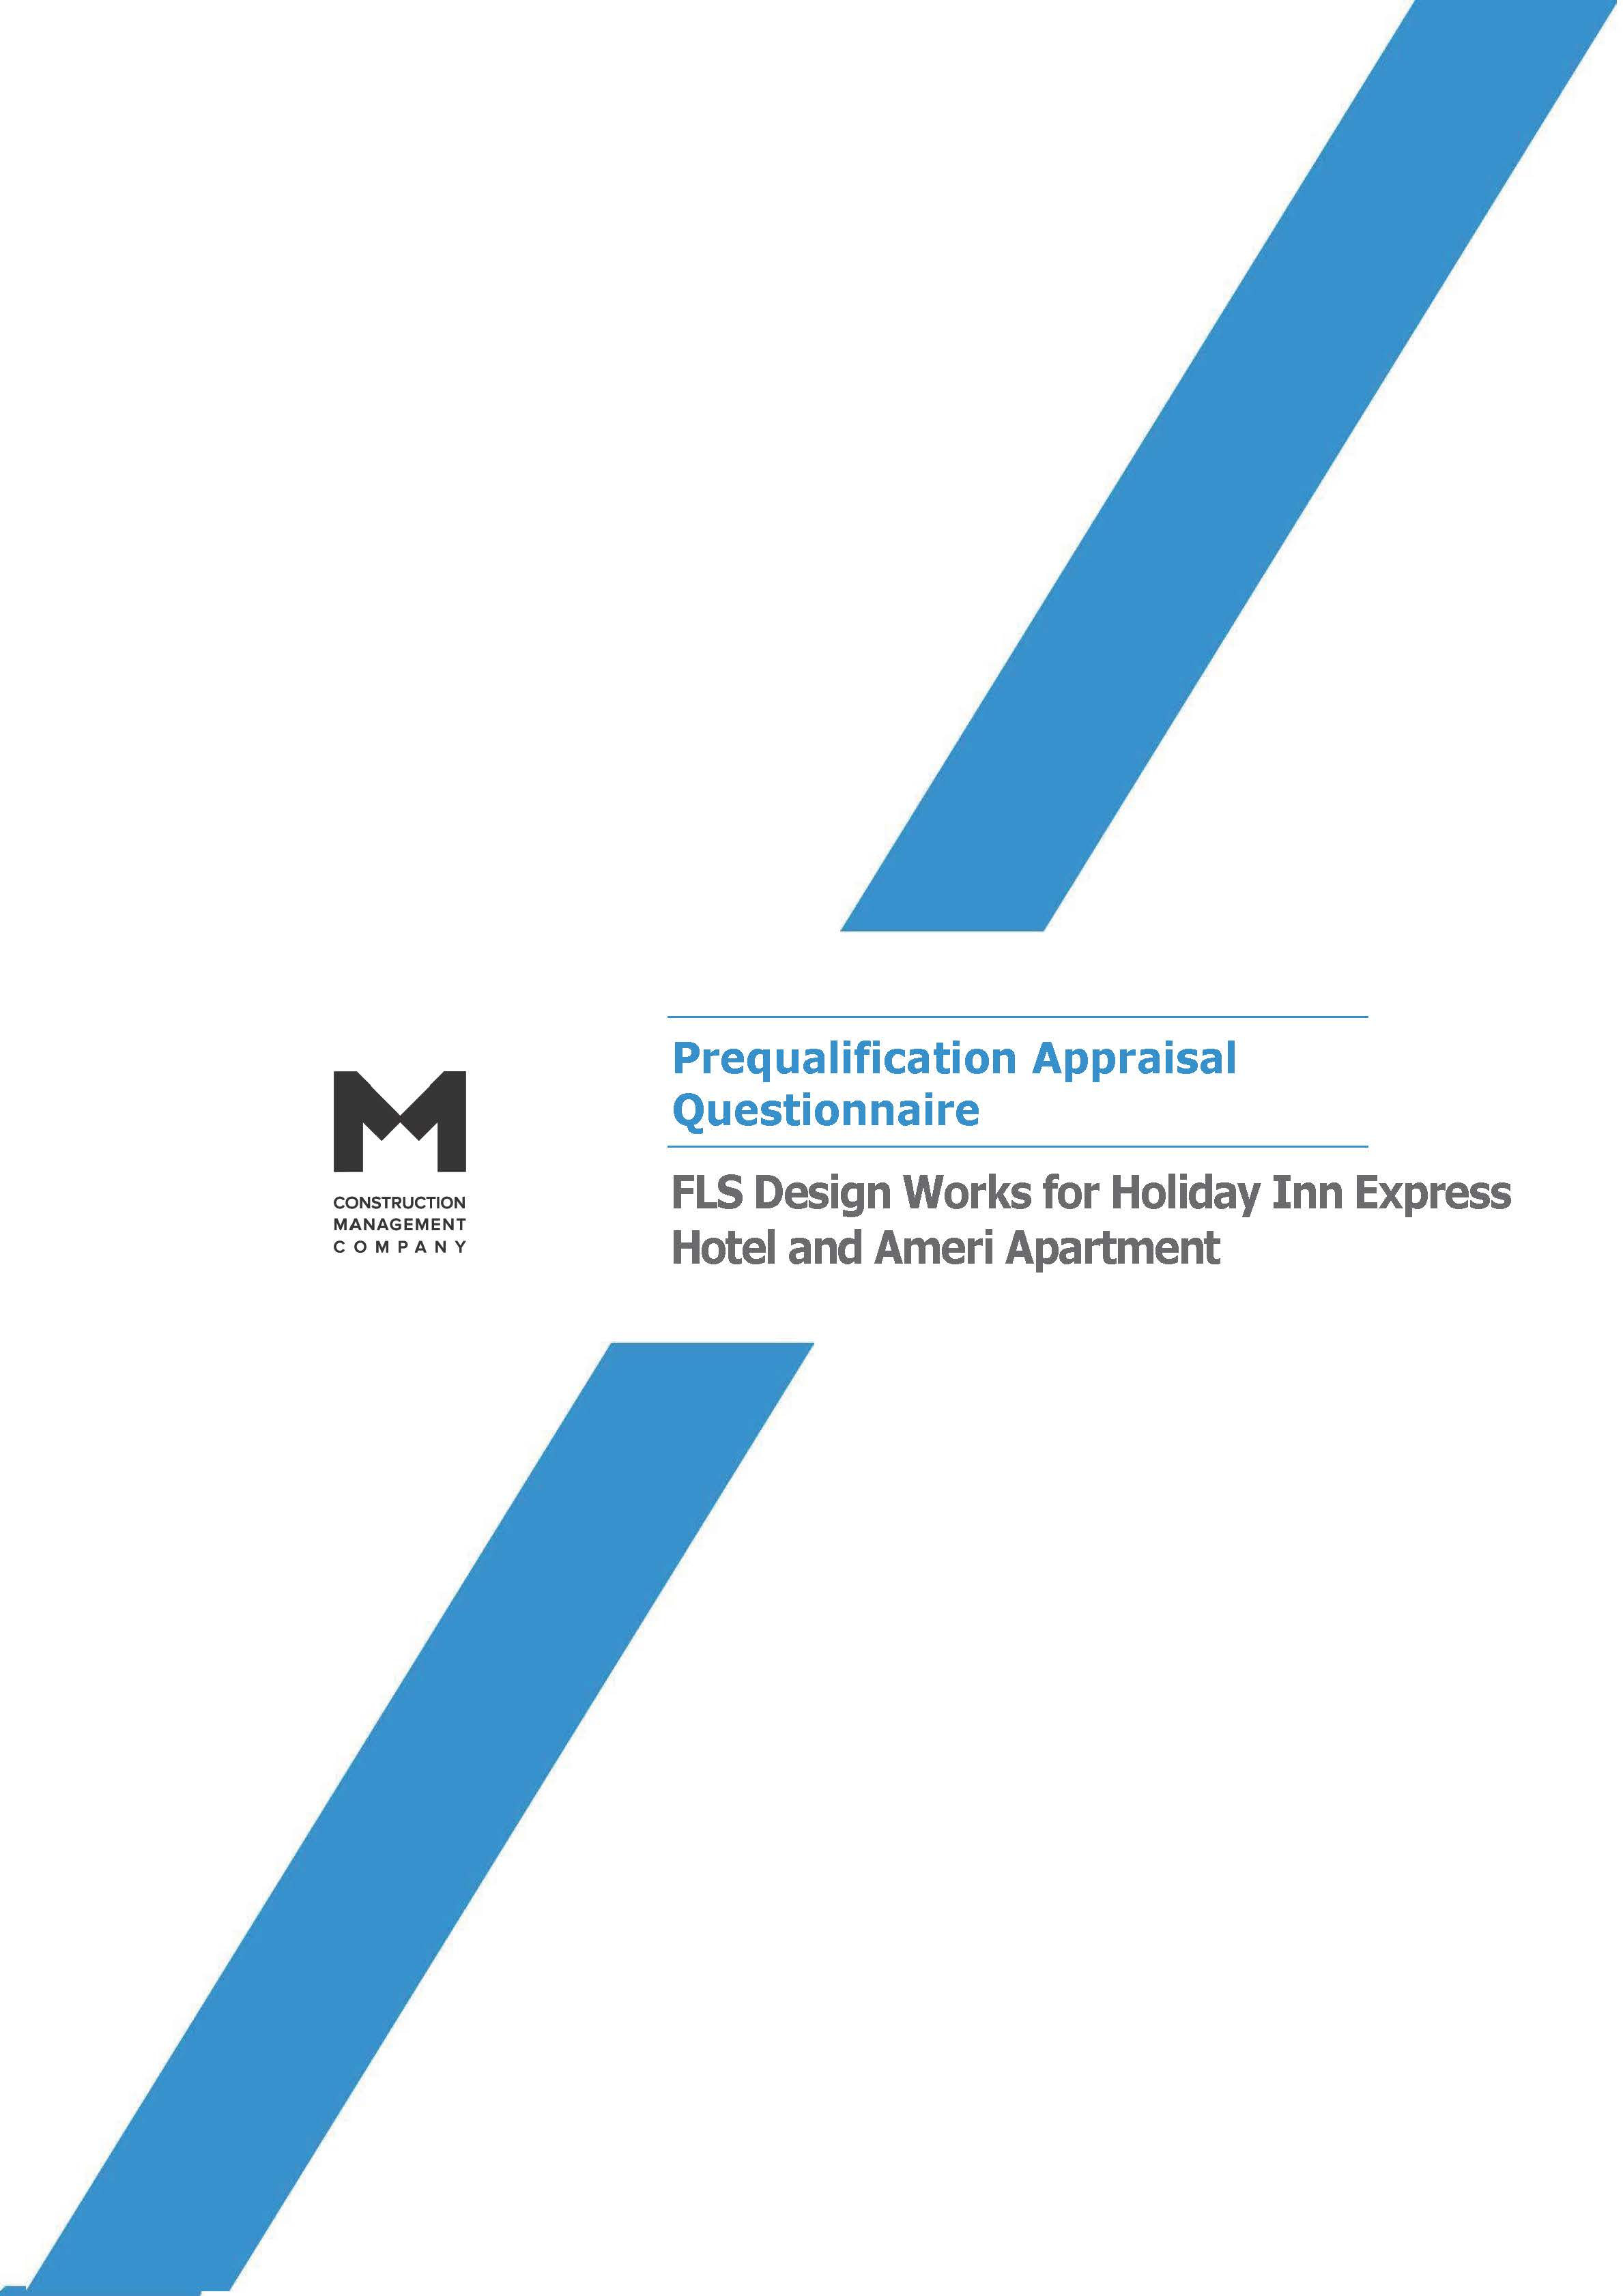 Prequalification Appraisal
Questionnaire
M
CONSTRUCTION
MANAGEMENT
COMPANY
FLS Design Works for Holiday Inn Express
Hotel and Ameri Apartment